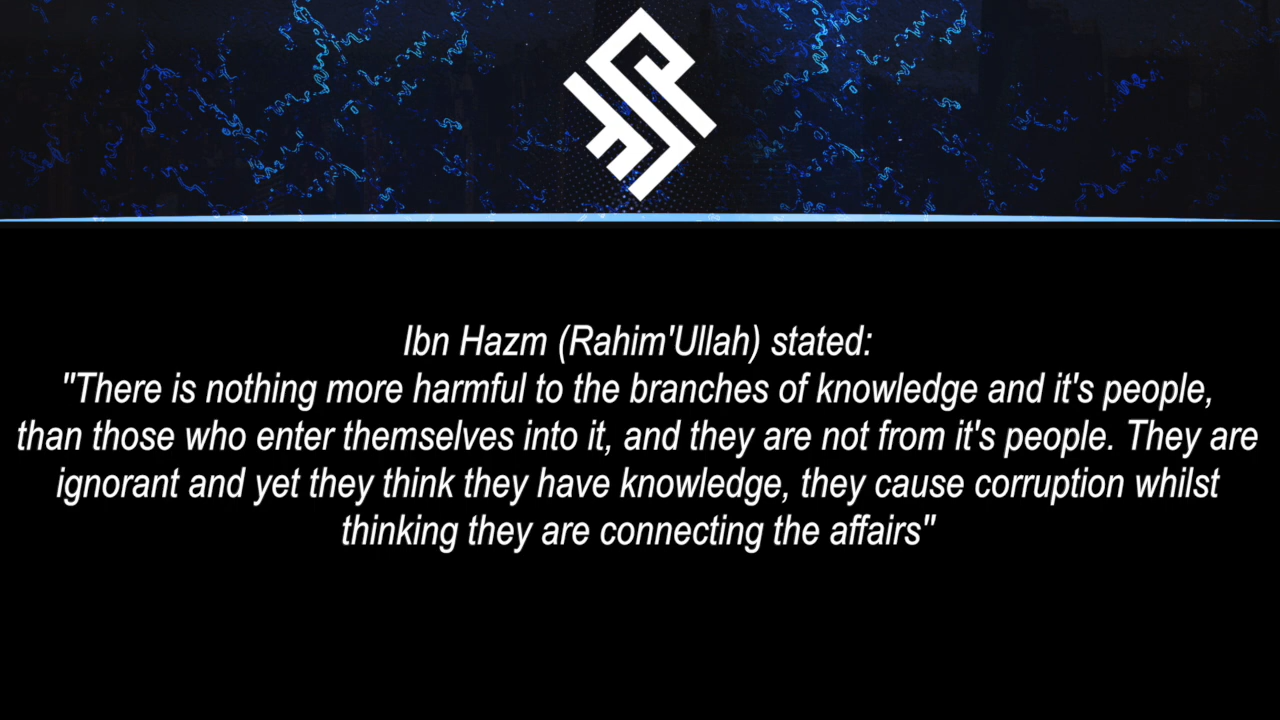 Ibn Hazm (Rahim'Ullah) stated:
"There is nothing more harmful to the branches of knowledge and it's people,
than those who enter themselves into it, and they are not from it's people. They are
ignorant and yet they think they have knowledge, they cause corruption whilst
thinking they are connecting the affairs"